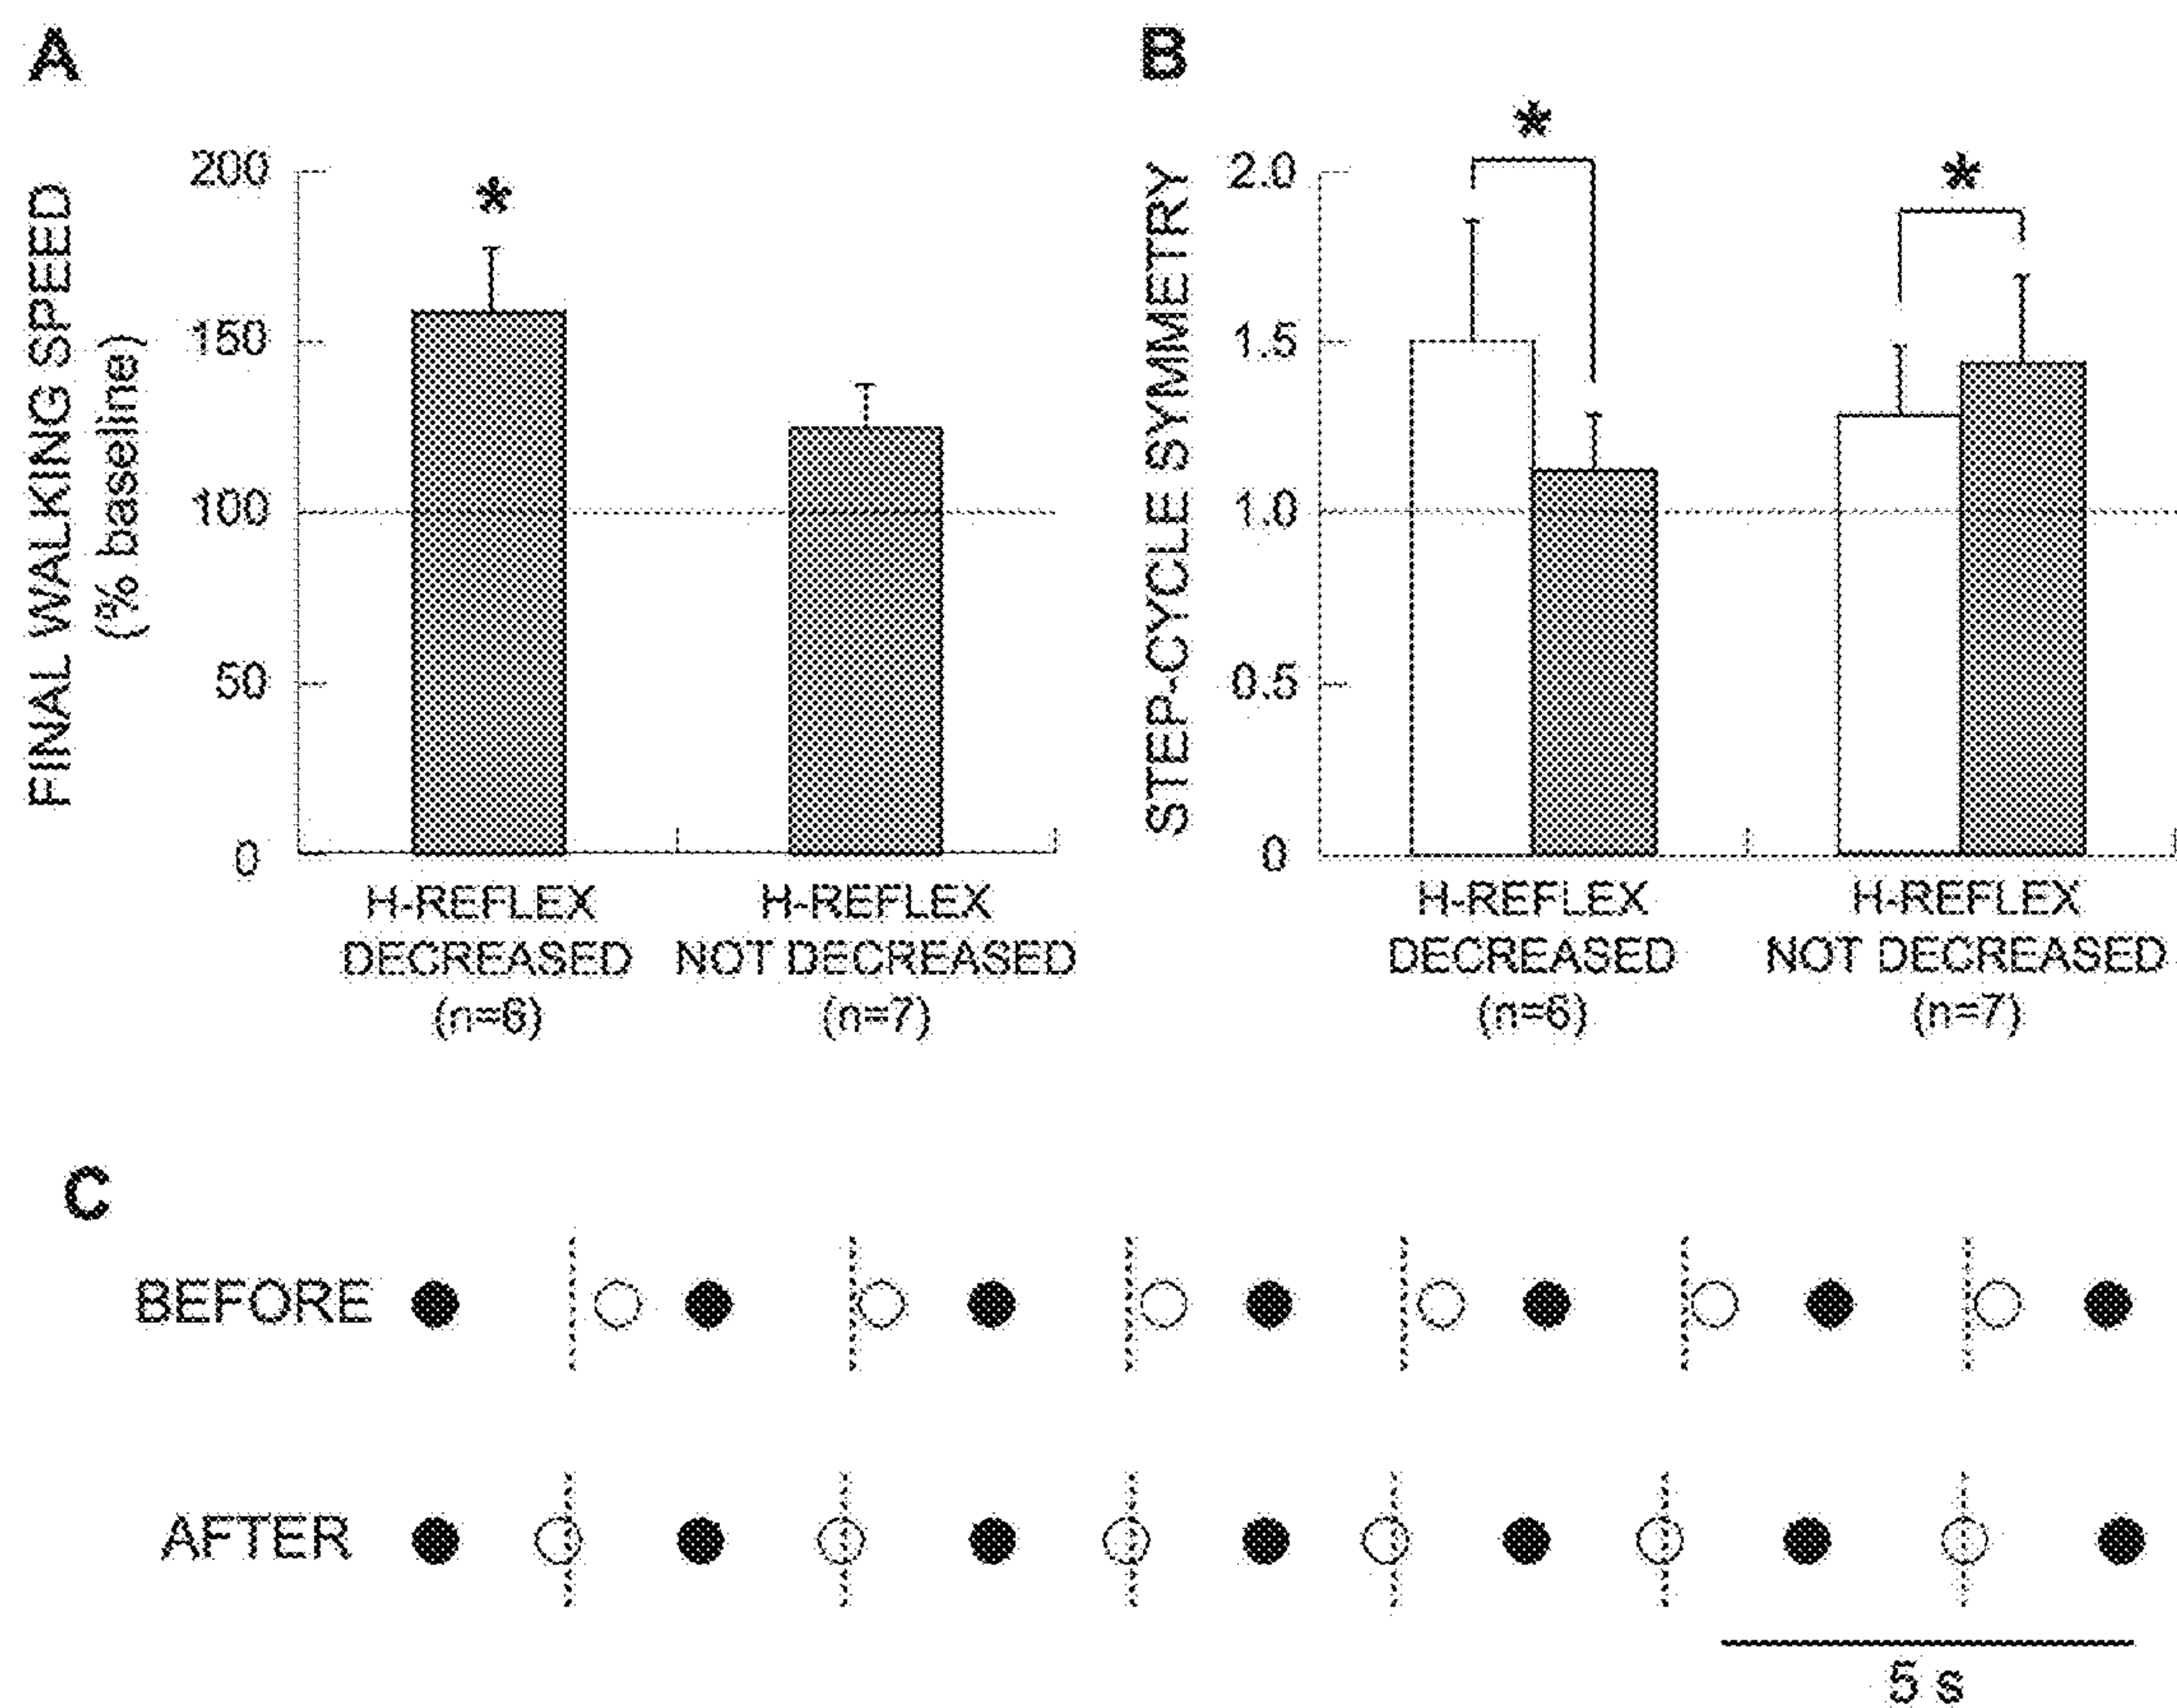 A
FINAL WALKING SPEED
(% baseline)
200
*
150
100
50
0
H-REFLEX
DECREASED
(n=6)
H-REFLEX
NOT DECREASED
(n=7)
B
STEP-CYCLE SYMMETRY
2.0
*
*
1.5
1.0
0.5
0
H-REFLEX
DECREASED
(n=6)
H-REFLEX
NOT DECREASED
(n=7)
C
BEFORE
AFTER
5 s